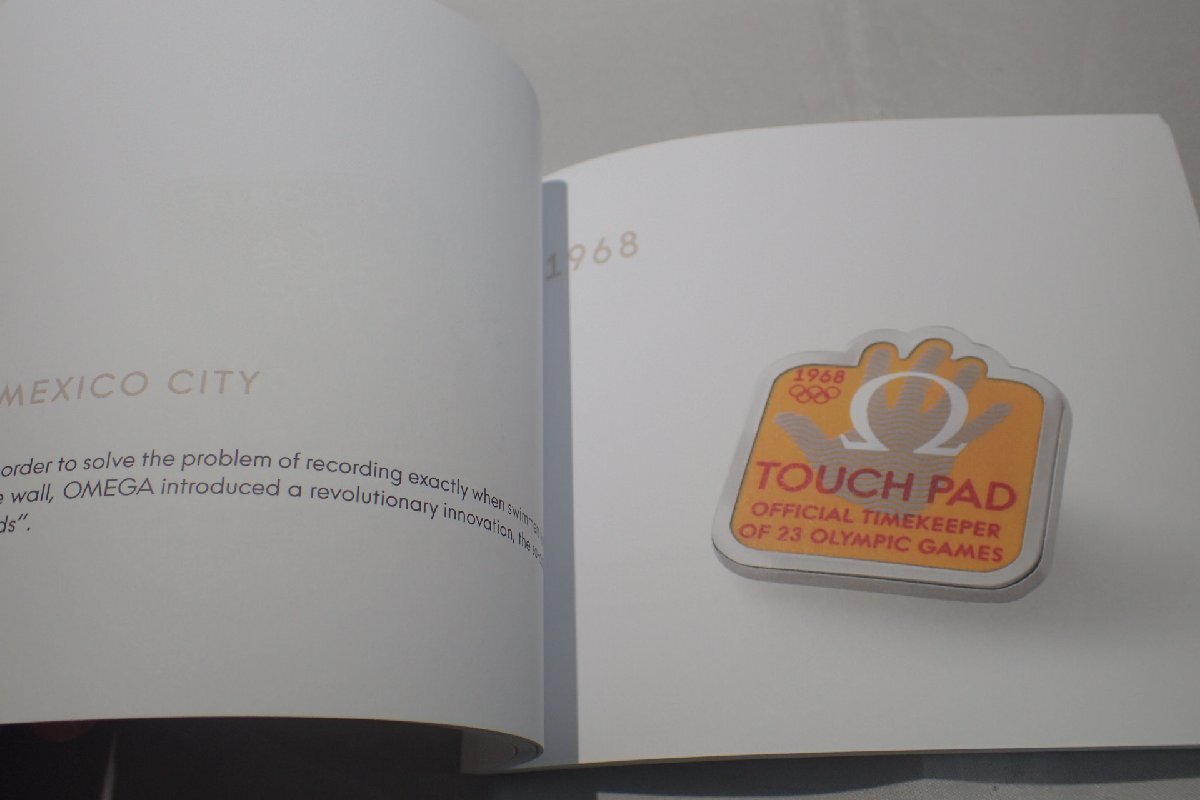 MEXICO CITY
order to solve the problem of recording exactly when swimmers
wall, OMEGA introduced a revolutionary innovation, the
ds”.
1968
1968
Ω
TOUCH PAD
OFFICIAL TIMEKEEPER
OF 23 OLYMPIC GAMES